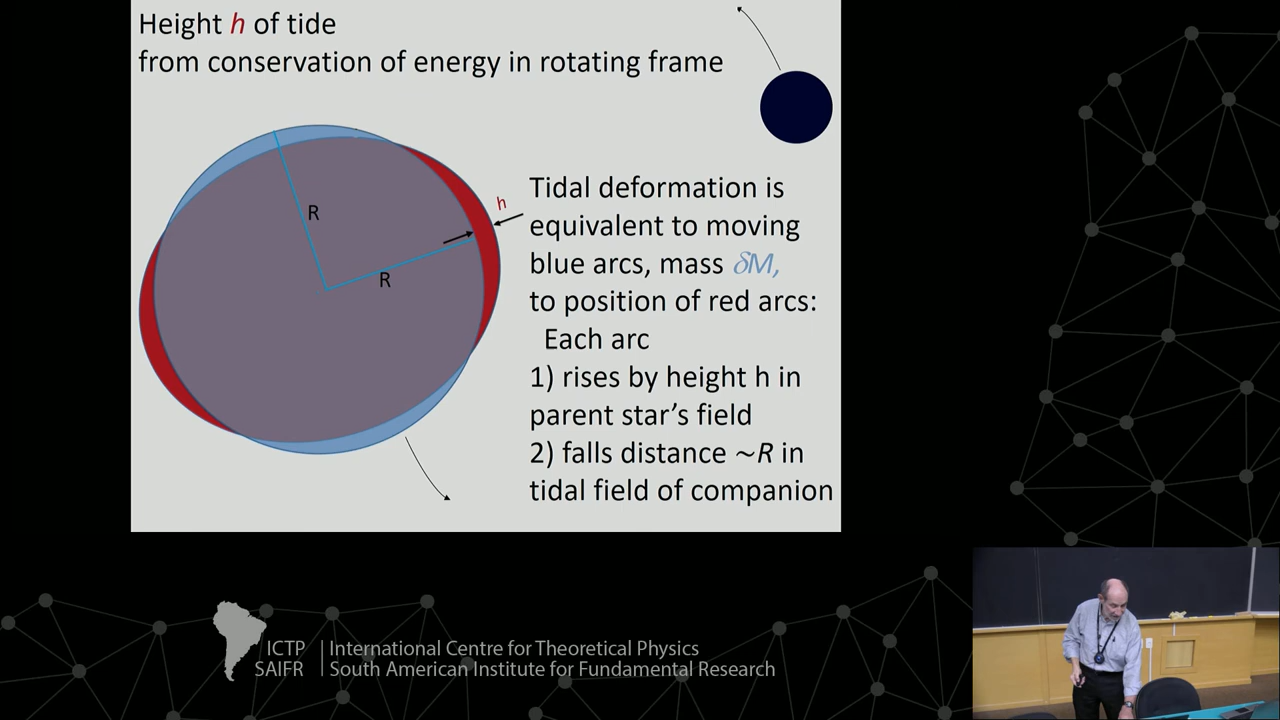 Height h of tide
from conservation of energy in rotating frame
R
R
h
Tidal deformation is
equivalent to moving
blue arcs, mass δM,
to position of red arcs:
Each arc
1) rises by height h in
parent star's field
2) falls distance ~R in
tidal field of companion
ICTP
SAIFR
International Centre for Theoretical Physics
South American Institute for Fundamental Research